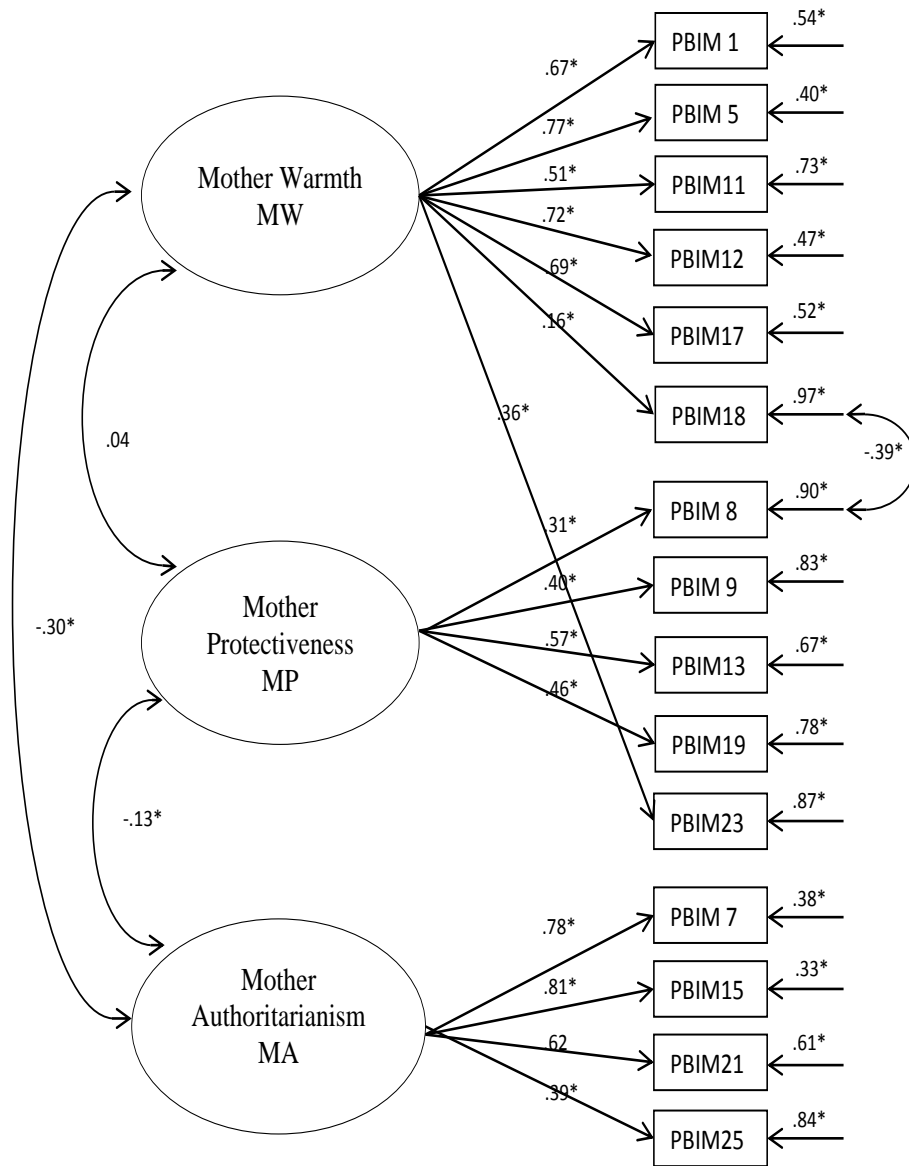 .54*
PBIM 1
.67*
.40*
PBIM 5
.77*
Mother Warmth
MW
.73*
PBIM11
.51*
.72*
.47*
PBIM12
.69*
.52*
PBIM17
.16*
.97*
PBIM18
.36*
-.39*
.04
.90*
PBIM 8
.31*
.83*
PBIM 9
.40*
Mother
Protectiveness
MP
-.30*
.57*
.67*
PBIM13
.46*
.78*
PBIM19
.87*
PBIM23
-.13*
.38*
PBIM 7
.78*
Mother
Authoritarianism
MA
.33*
PBIM15
.81*
.62
.61*
PBIM21
.39*
.84*
PBIM25